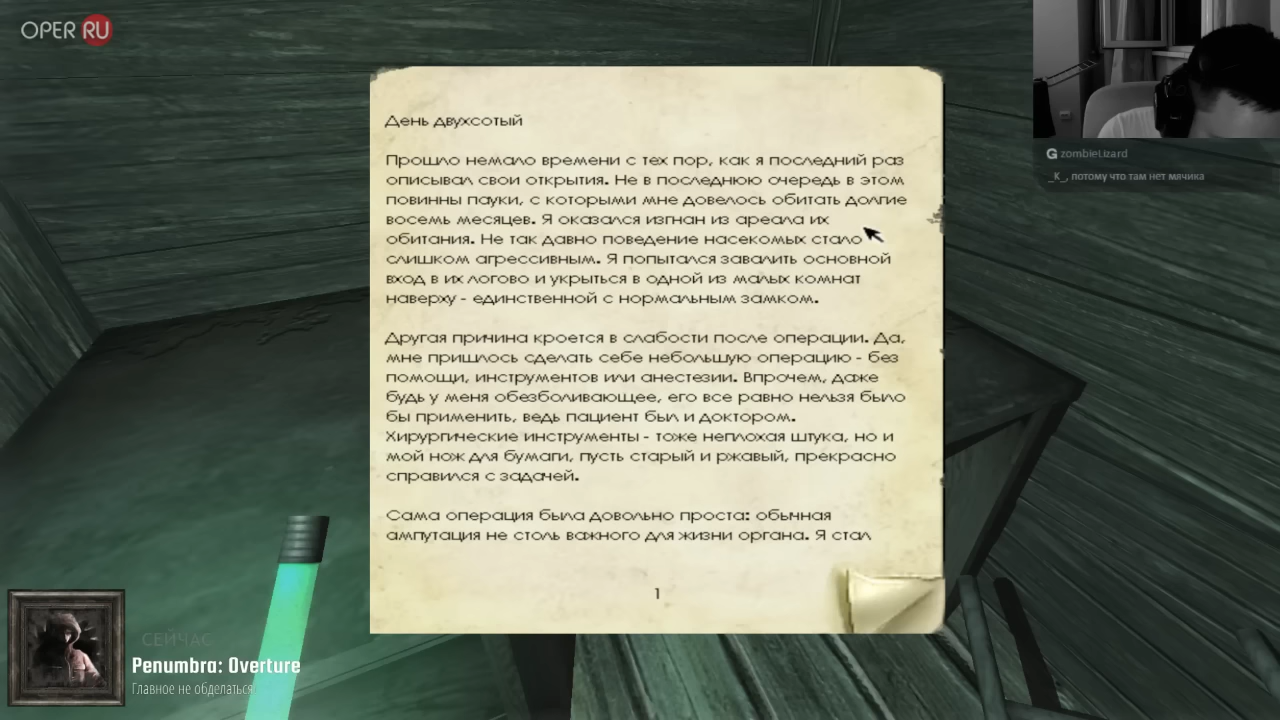 OPER RU
День двухсотый
Прошло немало времени с тех пор, как я последний раз
описывал свои открытия. Не в последнюю очередь в этом
повинны пауки, с которыми мне довелось обитать долгие
восемь месяцев. Я оказался изгнан из ареала их
обитания. Не так давно поведение насекомых стало
слишком агрессивным. Я попытался завалить основной
вход в их логово и укрыться в одной из малых комнат
наверху - единственной с нормальным замком.
Другая причина кроется в слабости после операции. Да,
мне пришлось сделать себе небольшую операцию - без
помощи, инструментов или анестезии. Впрочем, даже
будь у меня обезболивающее, его все равно нельзя было
бы применить, ведь пациент был и доктором.
Хирургические инструменты - тоже неплохая штука, но и
мой нож для бумаги, пусть старый и ржавый, прекрасно
справился с задачей.
Сама операция была довольно проста: обычная
ампутация не столь важного для жизни органа. Я стал
1
G zombieLizard
_K_, потому что там нет мячика
СЕЙЧАС
Penumbra: Overture
Главное не обделаться